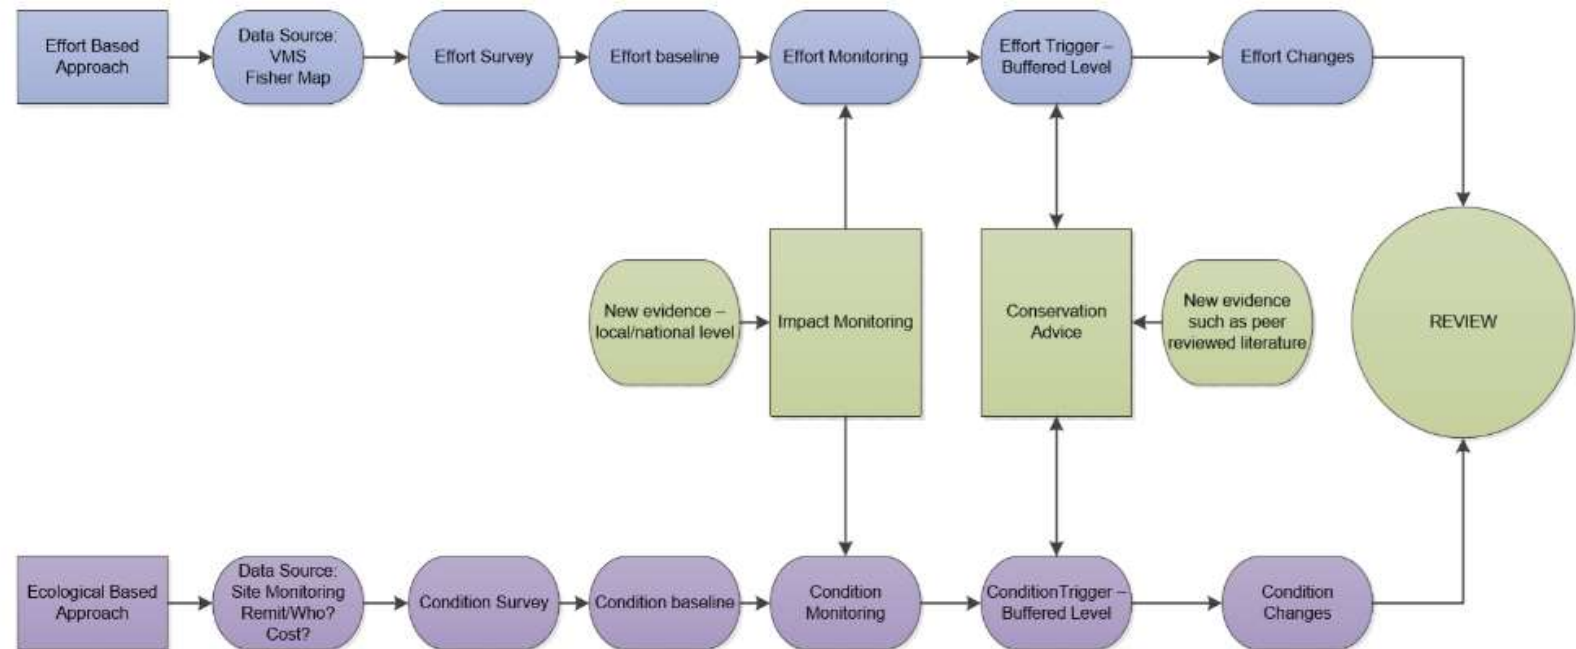 Effort Based
Approach
Data Source:
VMS
Fisher Map
Effort Survey
Effort baseline
Effort Monitoring
Effort Trigger –
Buffered Level
Effort Changes
New evidence –
local/national level
Impact Monitoring
Conservation
Advice
New evidence
such as peer
reviewed literature
REVIEW
Ecological Based
Approach
Data Source:
Site Monitoring
Remit/Who?
Cost?
Condition Survey
Condition baseline
Condition
Monitoring
ConditionTrigger –
Buffered Level
Condition
Changes